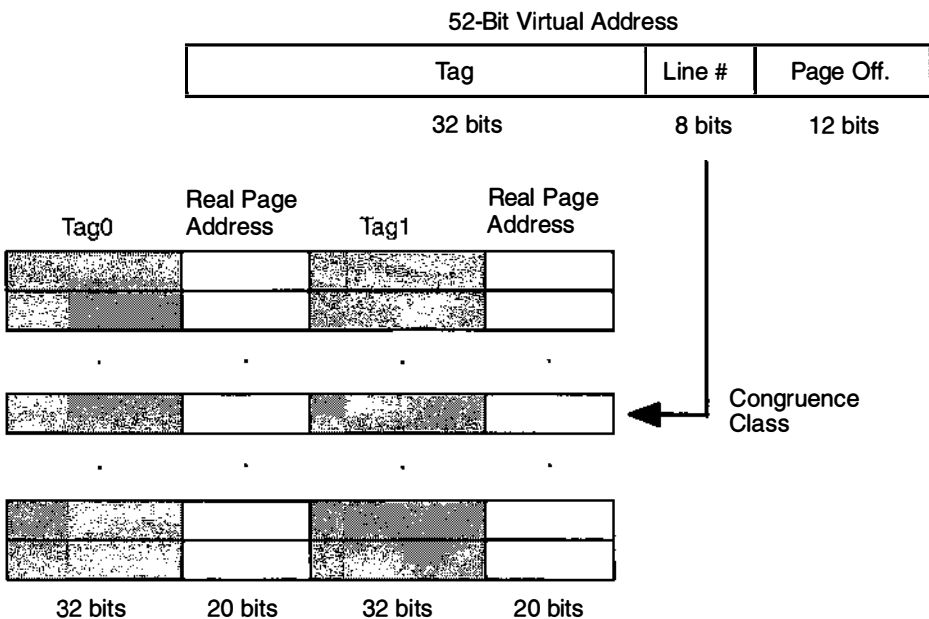 52-Bit Virtual Address
Tag Line # Page Off.
32 bits 8 bits 12 bits
Tag0 Real Page Address Tag1 Real Page Address
Congruence Class
32 bits 20 bits 32 bits 20 bits